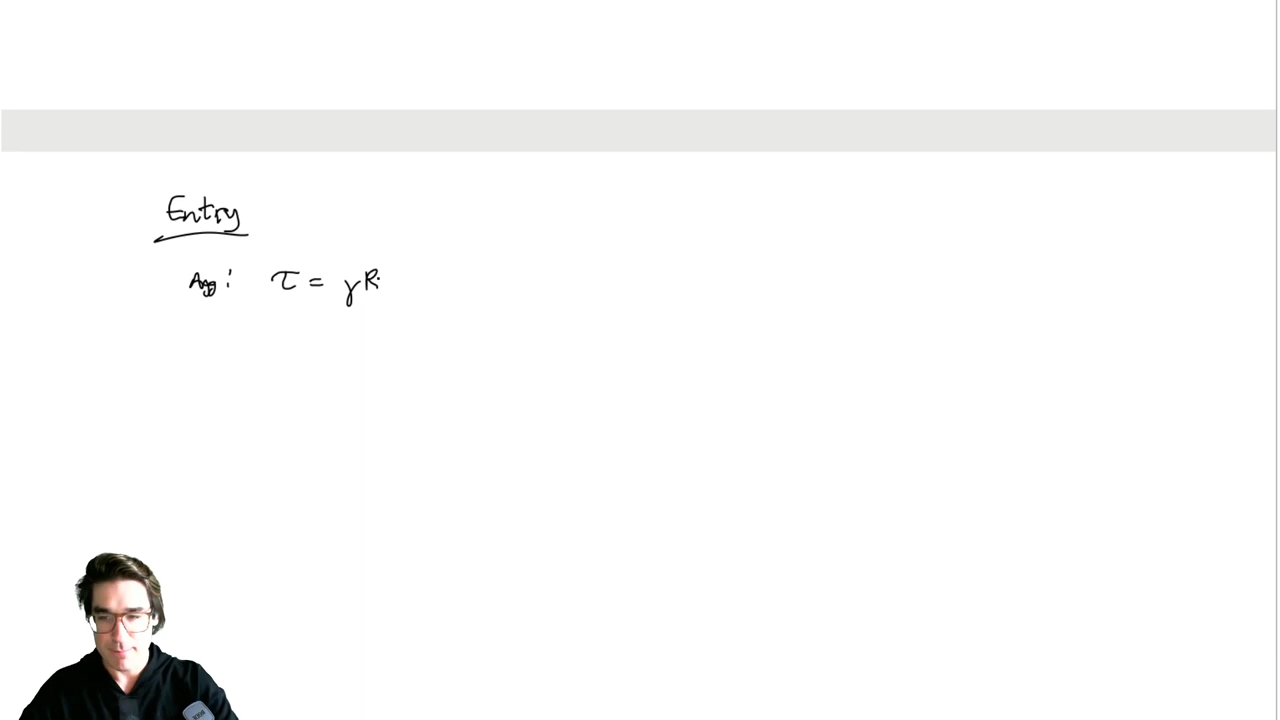 Entry
Agg: τ = γR